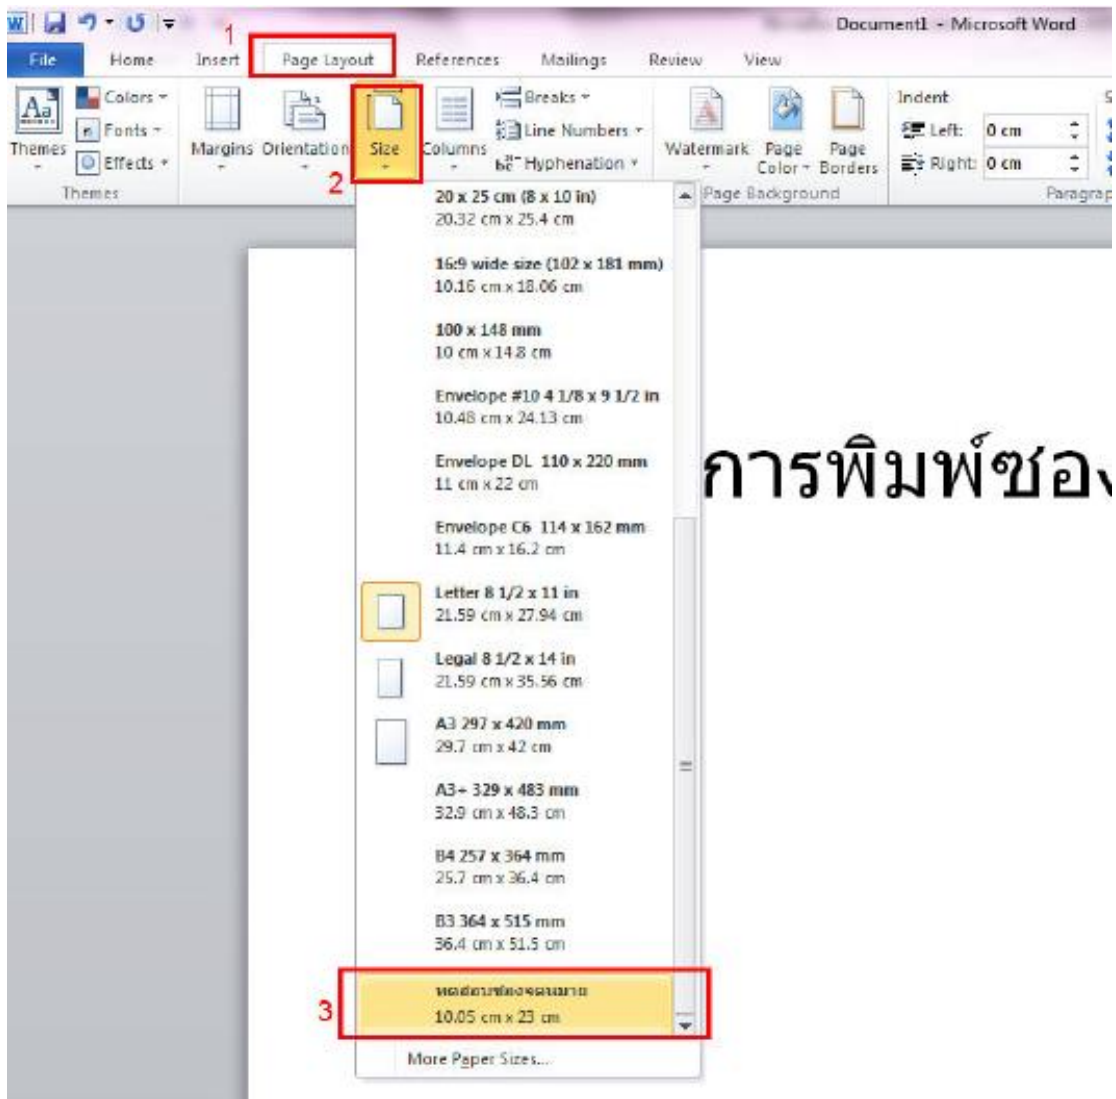 Document1 - Microsoft Word
1
File Home Insert Page Layout References Mailings Review View
Colors Breaks Indent
Fonts Line Numbers Left: 0 cm
Themes Margins Orientation Size Columns Watermark Page Page
Effects Hyphenation Color Borders Right: 0 cm
Themes 2 Page Background Paragrap
20 x 25 cm (8 x 10 in)
20.32 cm x 25.4 cm
16:9 wide size (102 x 181 mm)
10.16 cm x 18.06 cm
100 x 148 mm
10 cm x 14.8 cm
Envelope #10 4 1/8 x 9 1/2 in
10.48 cm x 24.13 cm
การพิมพ์ซอง
Envelope DL 110 x 220 mm
11 cm x 22 cm
Envelope C6 114 x 162 mm
11.4 cm x 16.2 cm
Letter 8 1/2 x 11 in
21.59 cm x 27.94 cm
Legal 8 1/2 x 14 in
21.59 cm x 35.56 cm
A3 297 x 420 mm
29.7 cm x 42 cm
A3+ 329 x 483 mm
32.9 cm x 48.3 cm
B4 257 x 364 mm
25.7 cm x 36.4 cm
B3 364 x 515 mm
36.4 cm x 51.5 cm
3
10.05 cm x 23 cm
More Paper Sizes...